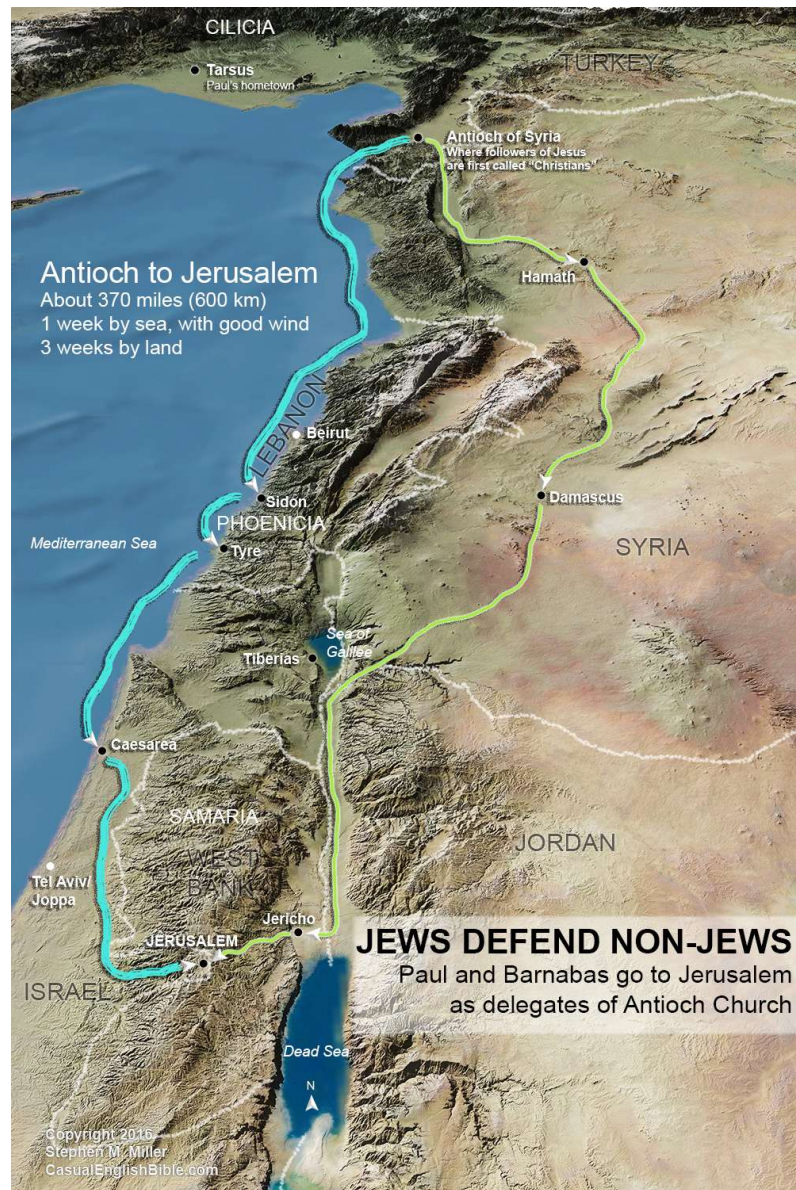 CILICIA
Tarsus
Paul's hometown
TURKEY
Antioch of Syria
Where followers of Jesus
are first called "Christians"
Antioch to Jerusalem
About 370 miles (600 km)
1 week by sea, with good wind
3 weeks by land
Hamath
LEBANON
Beirut
Sidon
Damascus
PHOENICIA
Mediterranean Sea
Tyre
SYRIA
Sea of
Galilee
Tiberias
Caesarea
SAMARIA
WEST
BANK
JORDAN
Tel Aviv/
Joppa
Jericho
JERUSALEM
ISRAEL
JEWS DEFEND NON-JEWS
Paul and Barnabas go to Jerusalem
as delegates of Antioch Church
Dead Sea
N
Copyright 2016
Stephen M. Miller
CasualEnglishBible.com